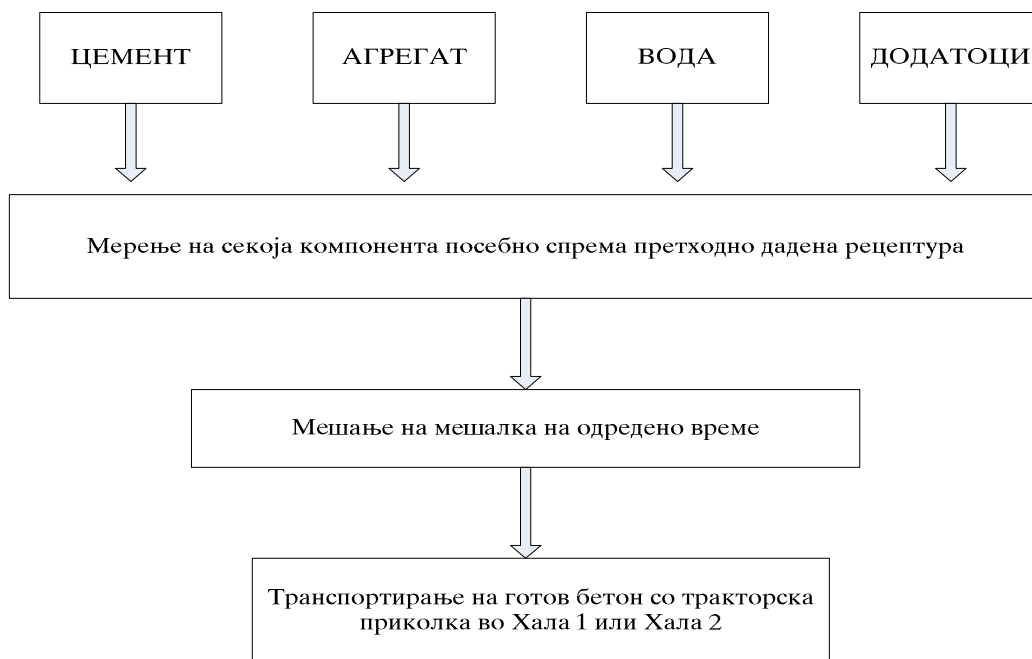 ЦЕМЕНТ
АГРЕГАТ
ВОДА
ДОДАТОЦИ
Мерење на секоја компонента посебно спрема претходно дадена рецептура
Мешање на мешалка на одредено време
Транспортирање на готов бетон со тракторска
приколка во Хала 1 или Хала 2